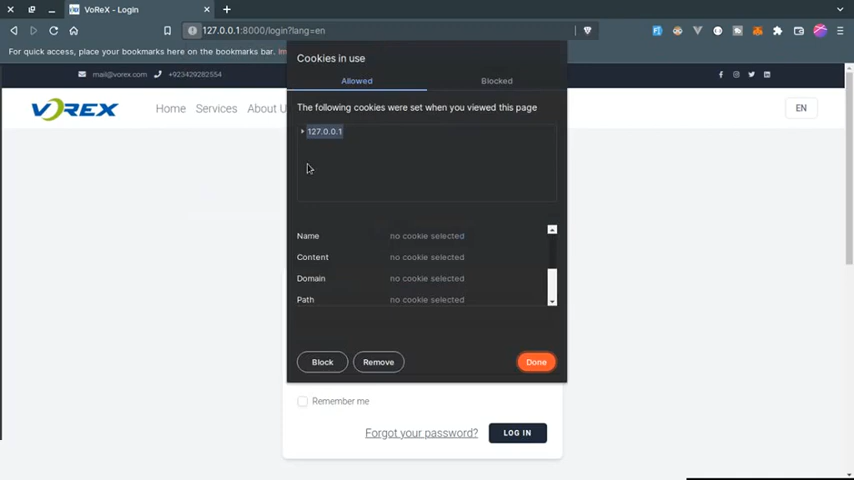 VoReX - Login
127.0.0.1:8000/login?lang=en
For quick access, place your bookmarks here on the bookmarks bar.
mail@vorex.com +923429282554
VOREX Home Services About U
EN
Cookies in use
Allowed Blocked
The following cookies were set when you viewed this page
127.0.0.1
Name no cookie selected
Content no cookie selected
Domain no cookie selected
Path no cookie selected
Block Remove Done
Remember me
Forgot your password? LOG IN